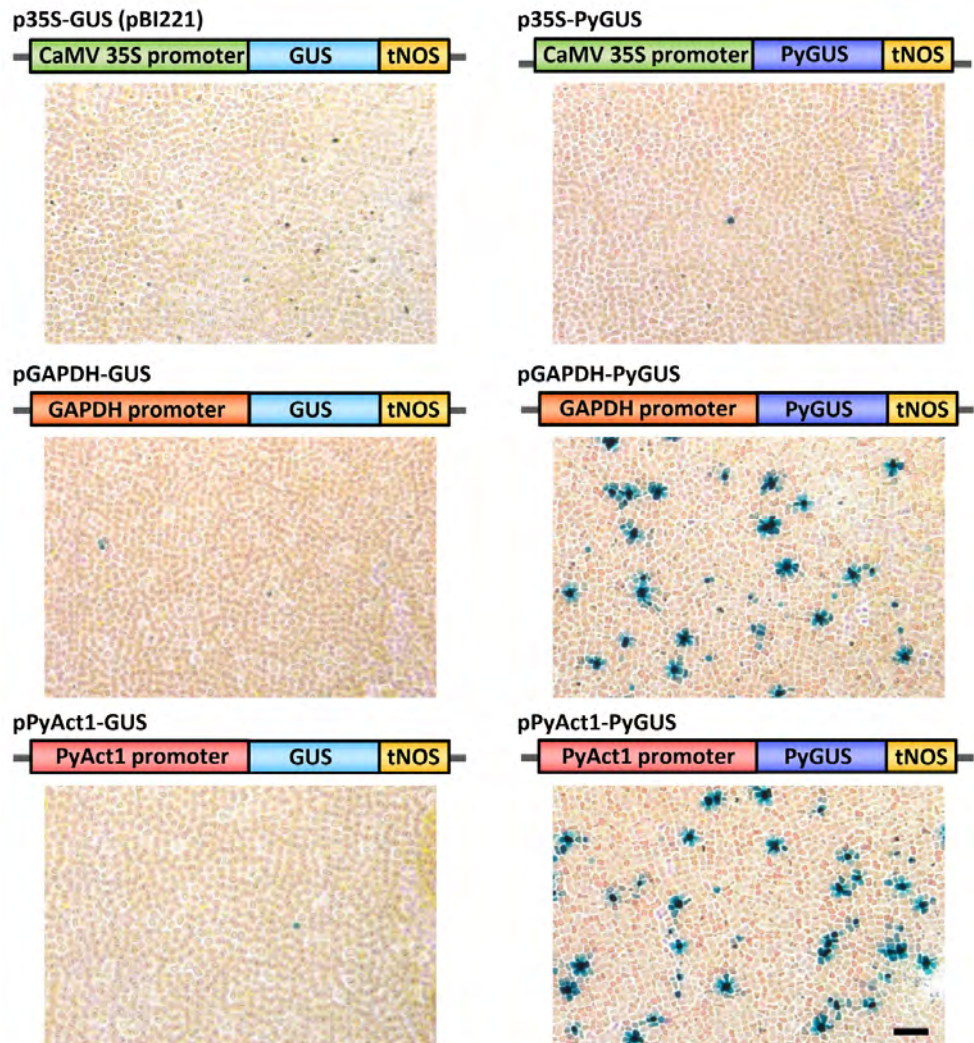 p35S-GUS (pBI221)
CaMV 35S promoter GUS tNOS
p35S-PyGUS
CaMV 35S promoter PyGUS tNOS
pGAPDH-GUS
GAPDH promoter GUS tNOS
pGAPDH-PyGUS
GAPDH promoter PyGUS tNOS
pPyAct1-GUS
PyAct1 promoter GUS tNOS
pPyAct1-PyGUS
PyAct1 promoter PyGUS tNOS